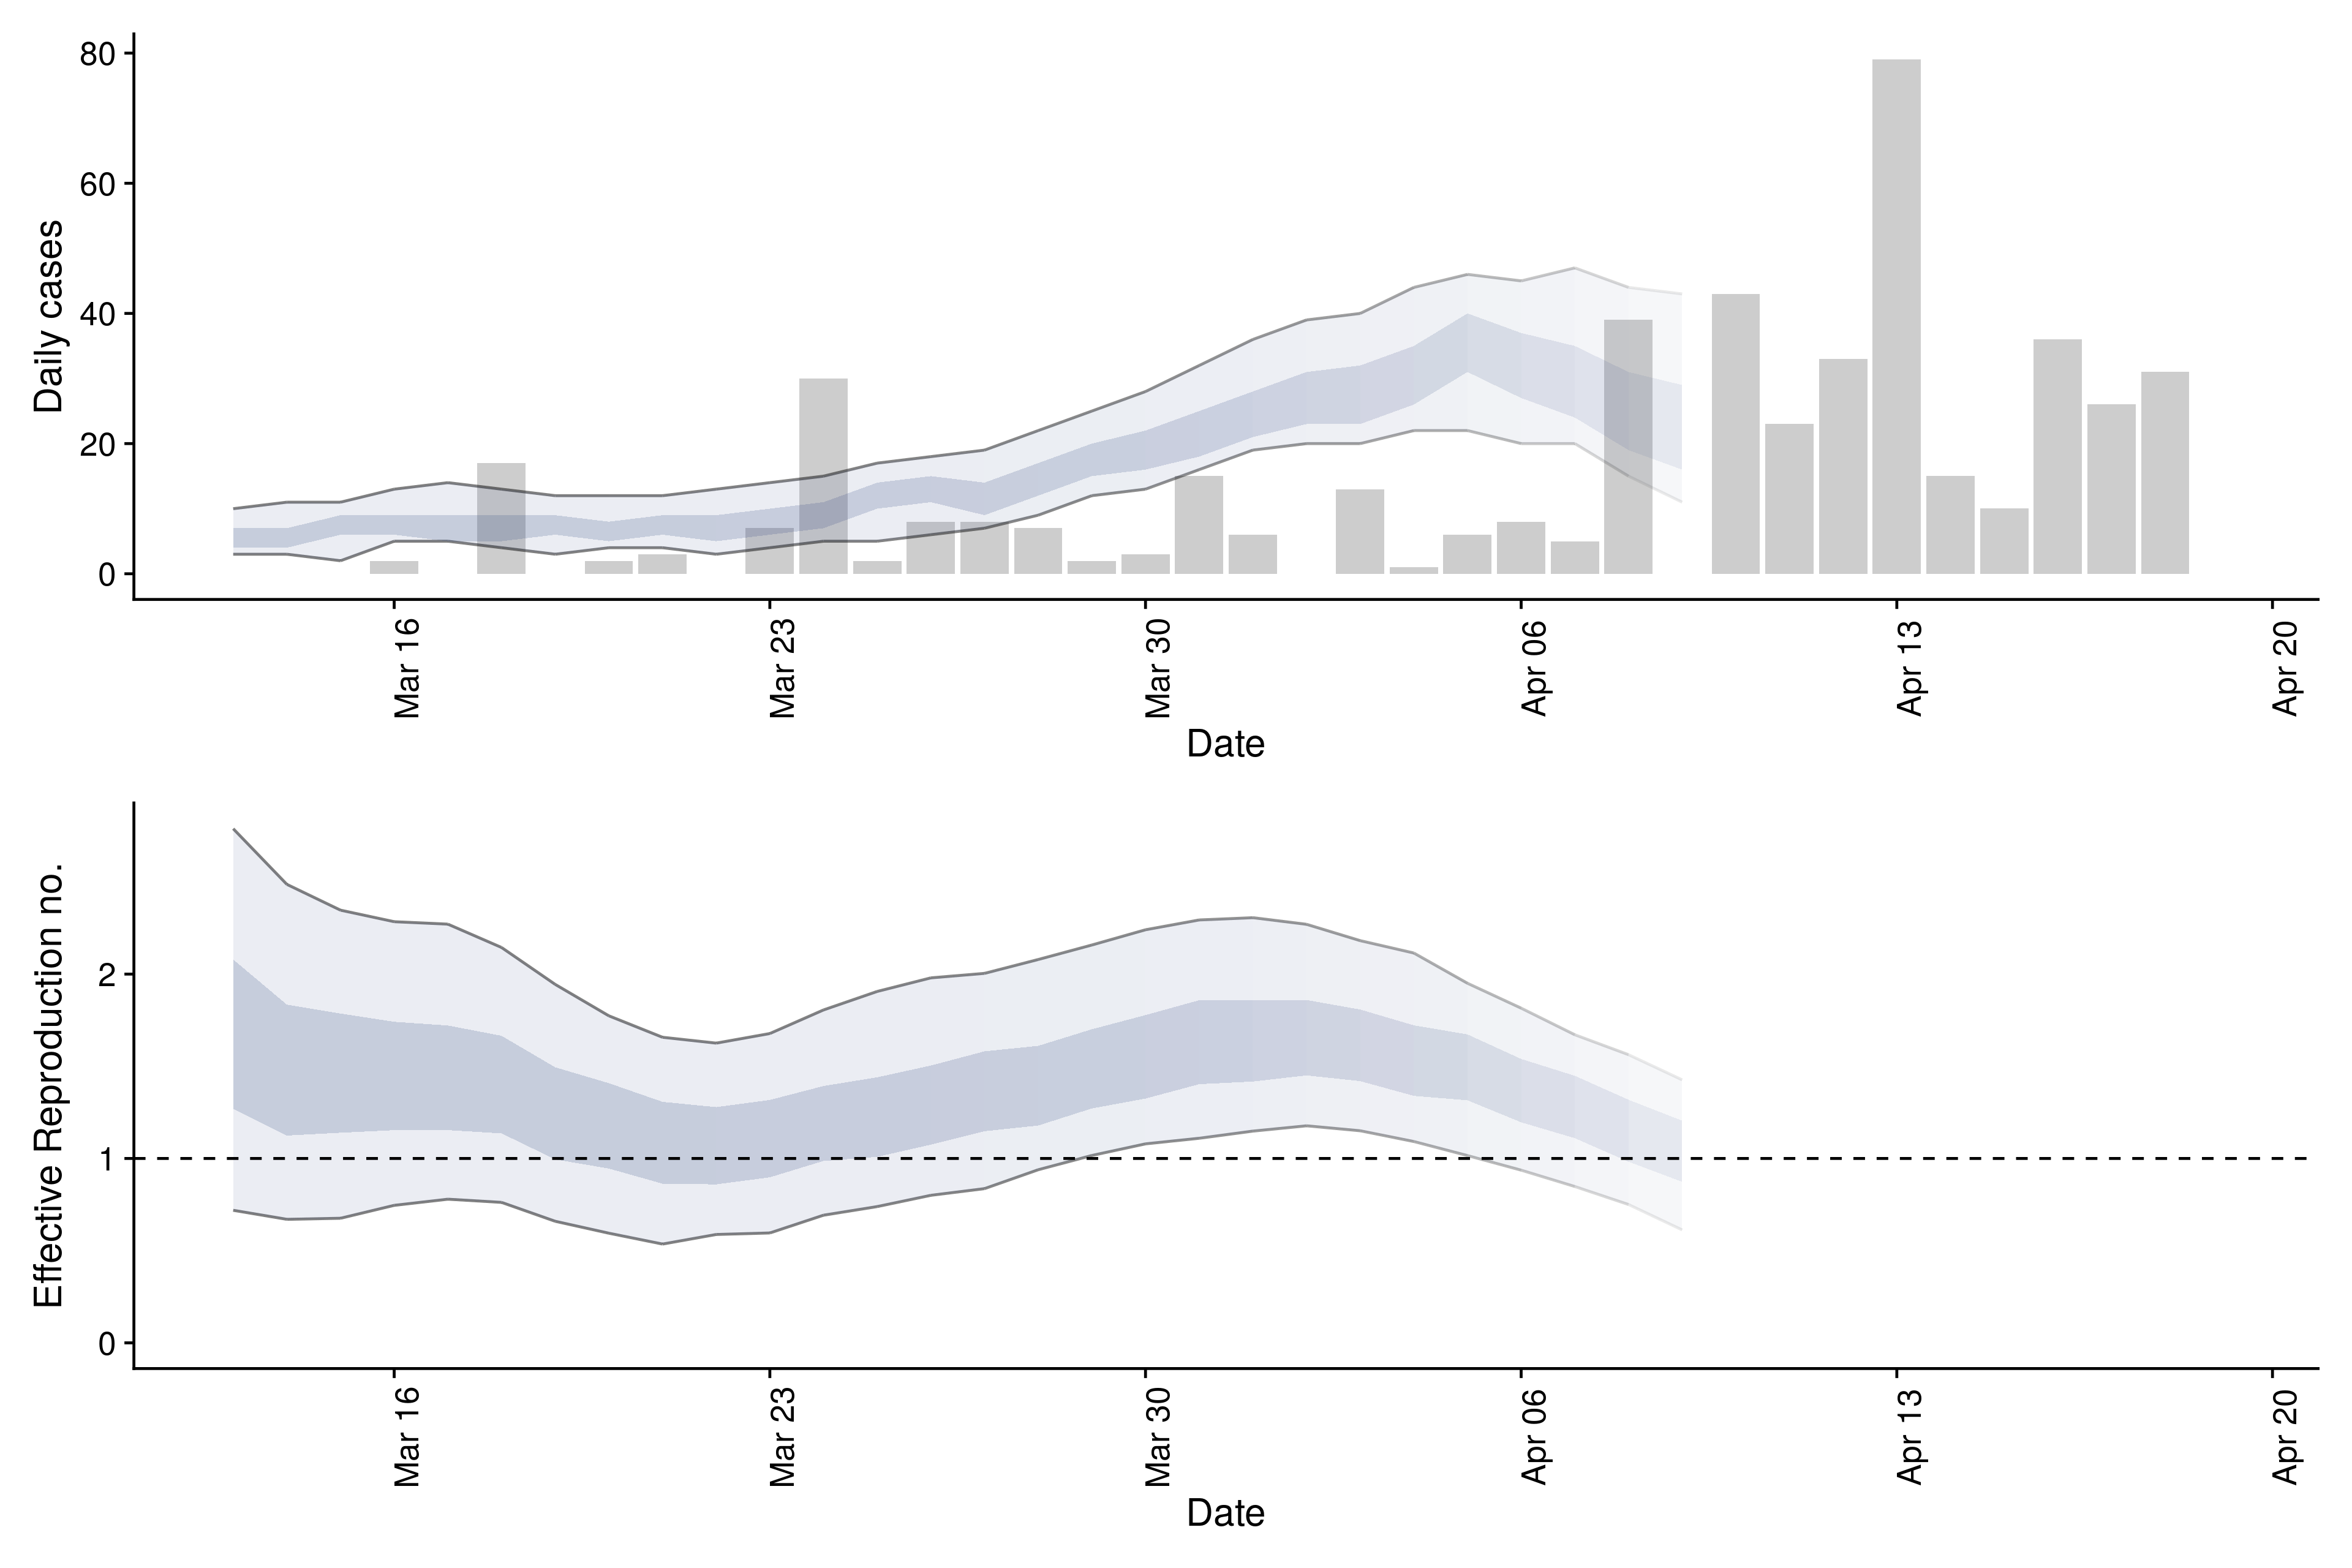 80
60
40
20
0
Daily cases
Mar 16
Mar 23
Mar 30
Apr 06
Apr 13
Apr 20
Date
2
1
0
Effective Reproduction no.
Mar 16
Mar 23
Mar 30
Apr 06
Apr 13
Apr 20
Date